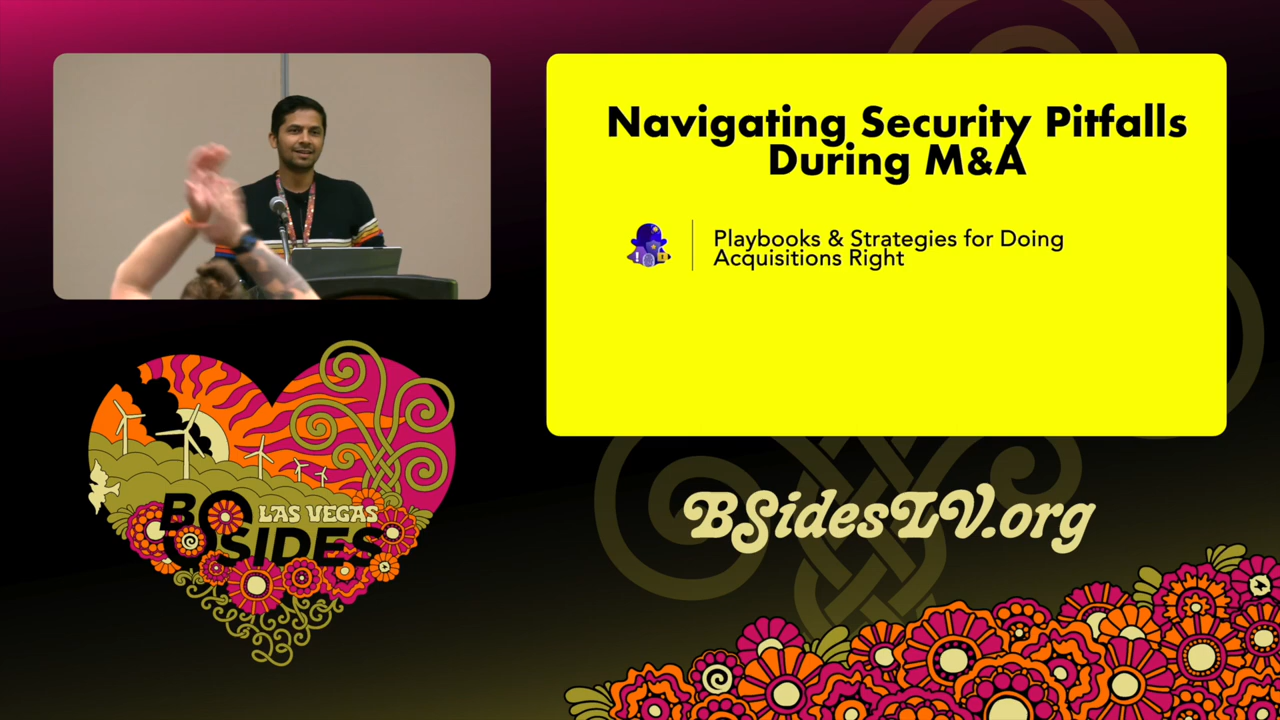 Navigating Security Pitfalls
During M&A
Playbooks & Strategies for Doing
Acquisitions Right
BSidesLV.org
LAS VEGAS
BSIDES